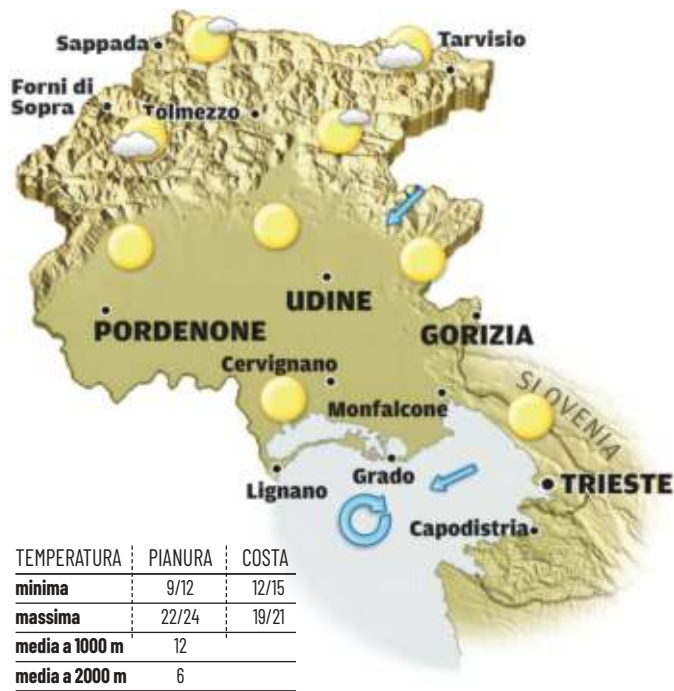 Sappada
Tarvisio
Forni di
Sopra
Tolmezzo
UDINE
PORDENONE
GORIZIA
Cervignano
SLOVENIA
Monfalcone
Grado
Lignano
TRIESTE
Capodistria
TEMPERATURA PIANURA COSTA
minima 9/12 12/15
massima 22/24 19/21
media a 1000 m 12
media a 2000 m 6